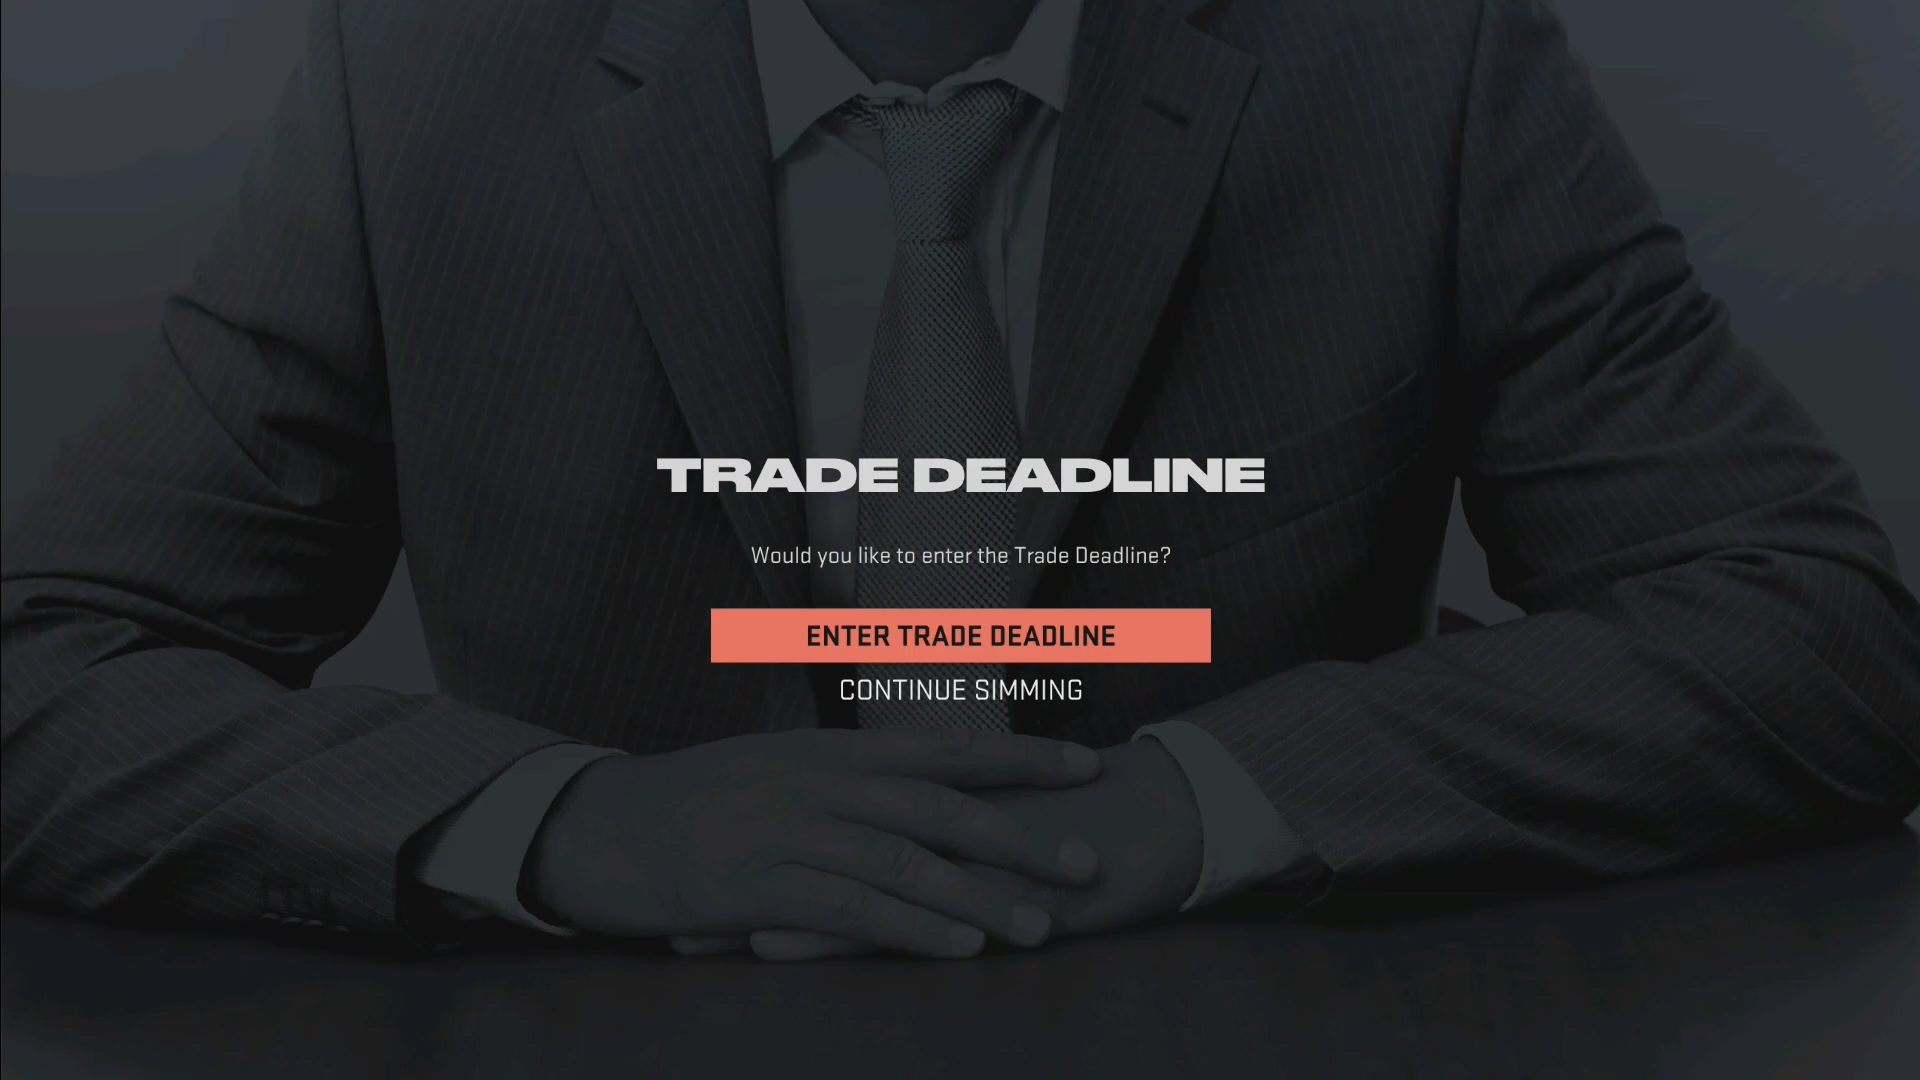 TRADE DEADLINE
Would you like to enter the Trade Deadline?
ENTER TRADE DEADLINE
CONTINUE SIMMING